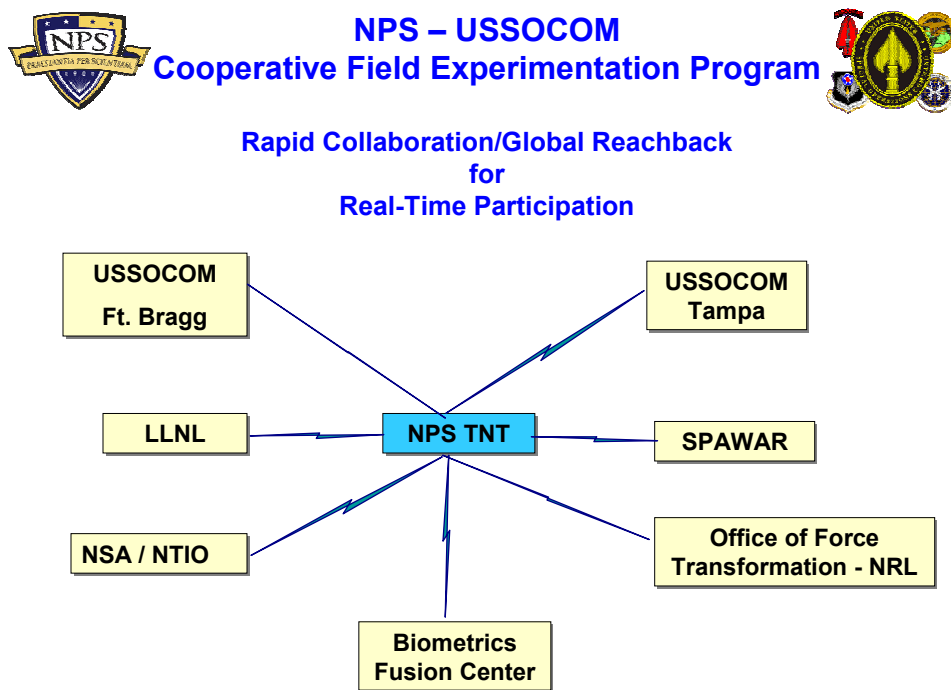 NPS – USSOCOM
Cooperative Field Experimentation Program
NPS
Rapid Collaboration/Global Reachback
for
Real-Time Participation
USSOCOM
Ft. Bragg
USSOCOM
Tampa
LLNL
NPS TNT
SPAWAR
NSA / NTIO
Office of Force
Transformation - NRL
Biometrics
Fusion Center